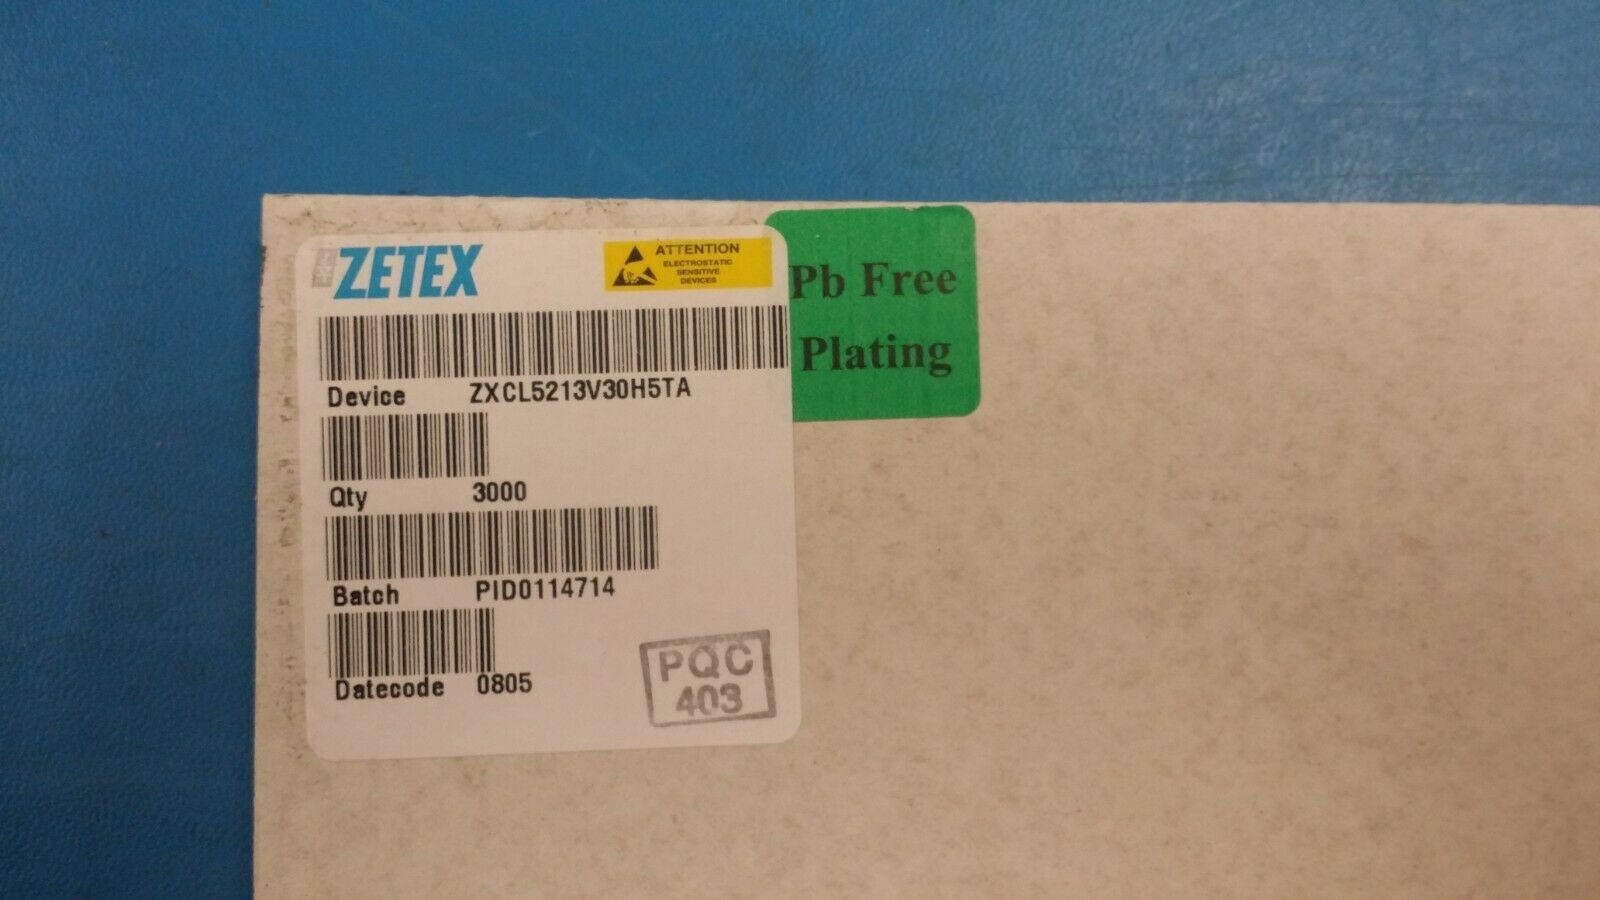 ZETEX
ATTENTION
ELECTROSTATIC
SENSITIVE
DEVICES
Pb Free
Plating
Device ZXCL5213V30H5TA
Qty 3000
Batch PID0114714
Datecode 0805
PQC
403